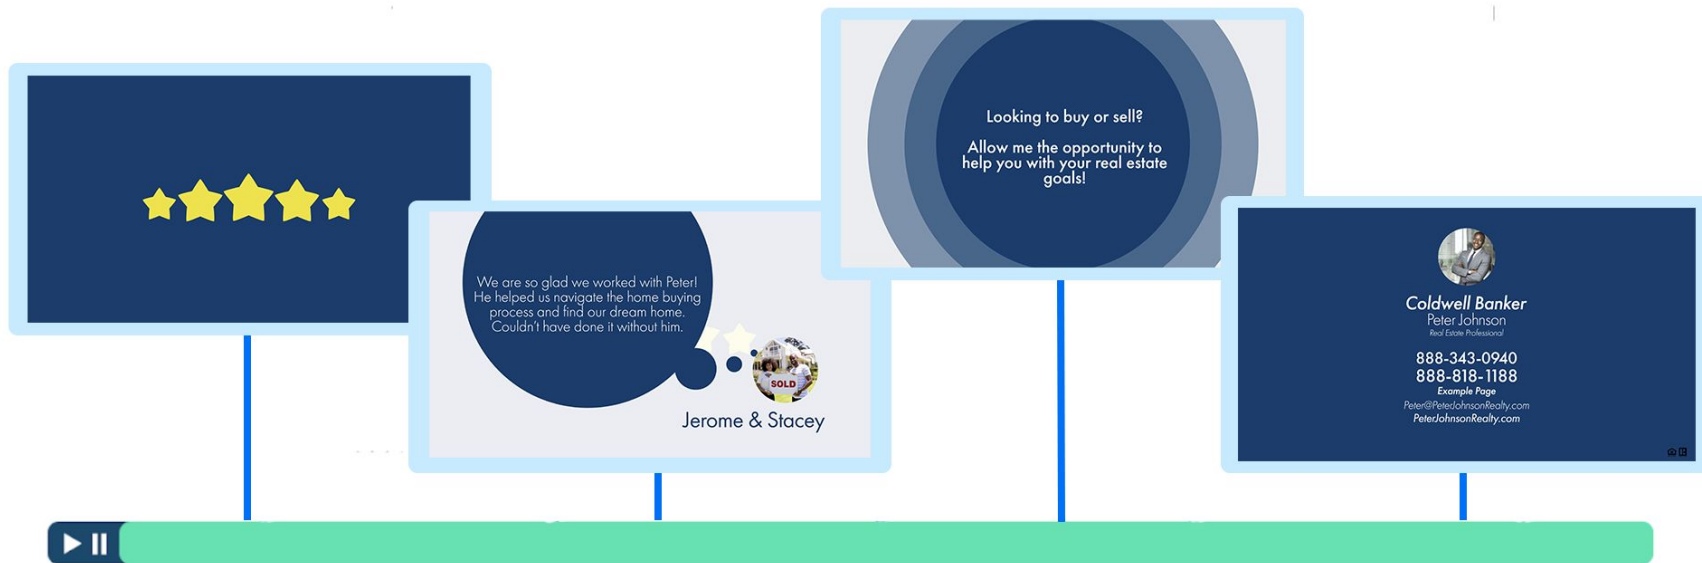 We are so glad we worked with Peter!
He helped us navigate the home buying
process and find our dream home.
Couldn't have done it without him.
SOLD
Jerome & Stacey
Looking to buy or sell?
Allow me the opportunity to
help you with your real estate
goals!
Coldwell Banker
Peter Johnson
Real Estate Professional
888-343-0940
888-818-1188
Example Page
Peter@PeterJohnsonRealty.com
PeterJohnsonRealty.com